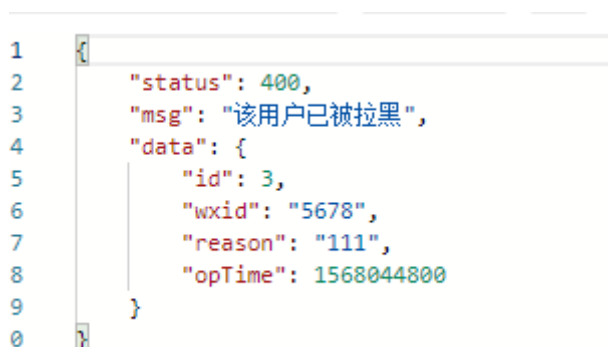 1 {
2 "status": 400,
3 "msg": "该用户已被拉黑",
4 "data": {
5 "id": 3,
6 "wxid": "5678",
7 "reason": "111",
8 "opTime": 1568044800
9 }
0 }